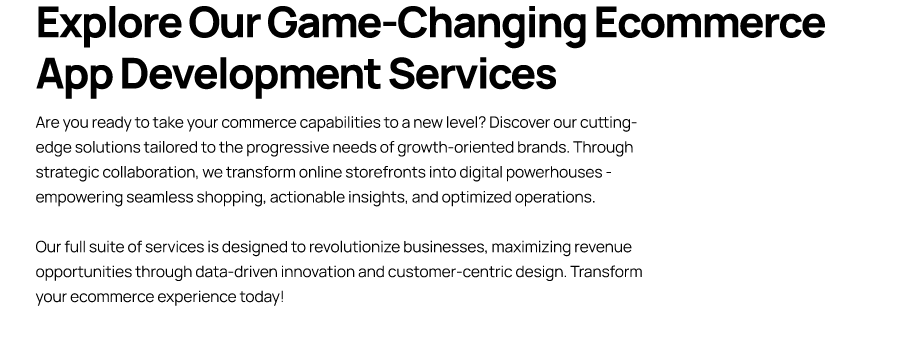 Explore Our Game-Changing Ecommerce
App Development Services
Are you ready to take your commerce capabilities to a new level? Discover our cutting-
edge solutions tailored to the progressive needs of growth-oriented brands. Through
strategic collaboration, we transform online storefronts into digital powerhouses -
empowering seamless shopping, actionable insights, and optimized operations.
Our full suite of services is designed to revolutionize businesses, maximizing revenue
opportunities through data-driven innovation and customer-centric design. Transform
your ecommerce experience today!